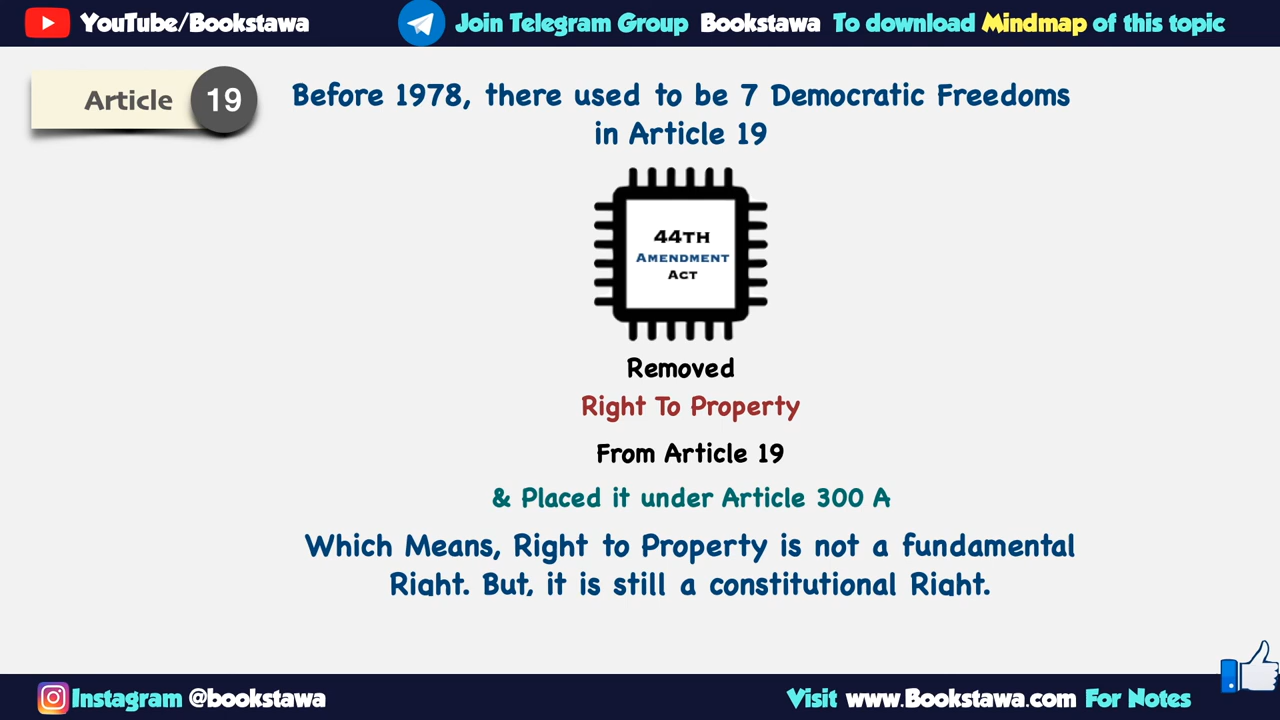 YouTube/Bookstawa
Join Telegram Group Bookstawa To download Mindmap of this topic
Article 19
Before 1978, there used to be 7 Democratic Freedoms
in Article 19
44TH
AMENDMENT
ACT
Removed
Right To Property
From Article 19
& Placed it under Article 300 A
Which Means, Right to Property is not a fundamental
Right. But, it is still a constitutional Right.
Instagram @bookstawa
Visit www.Bookstawa.com For Notes